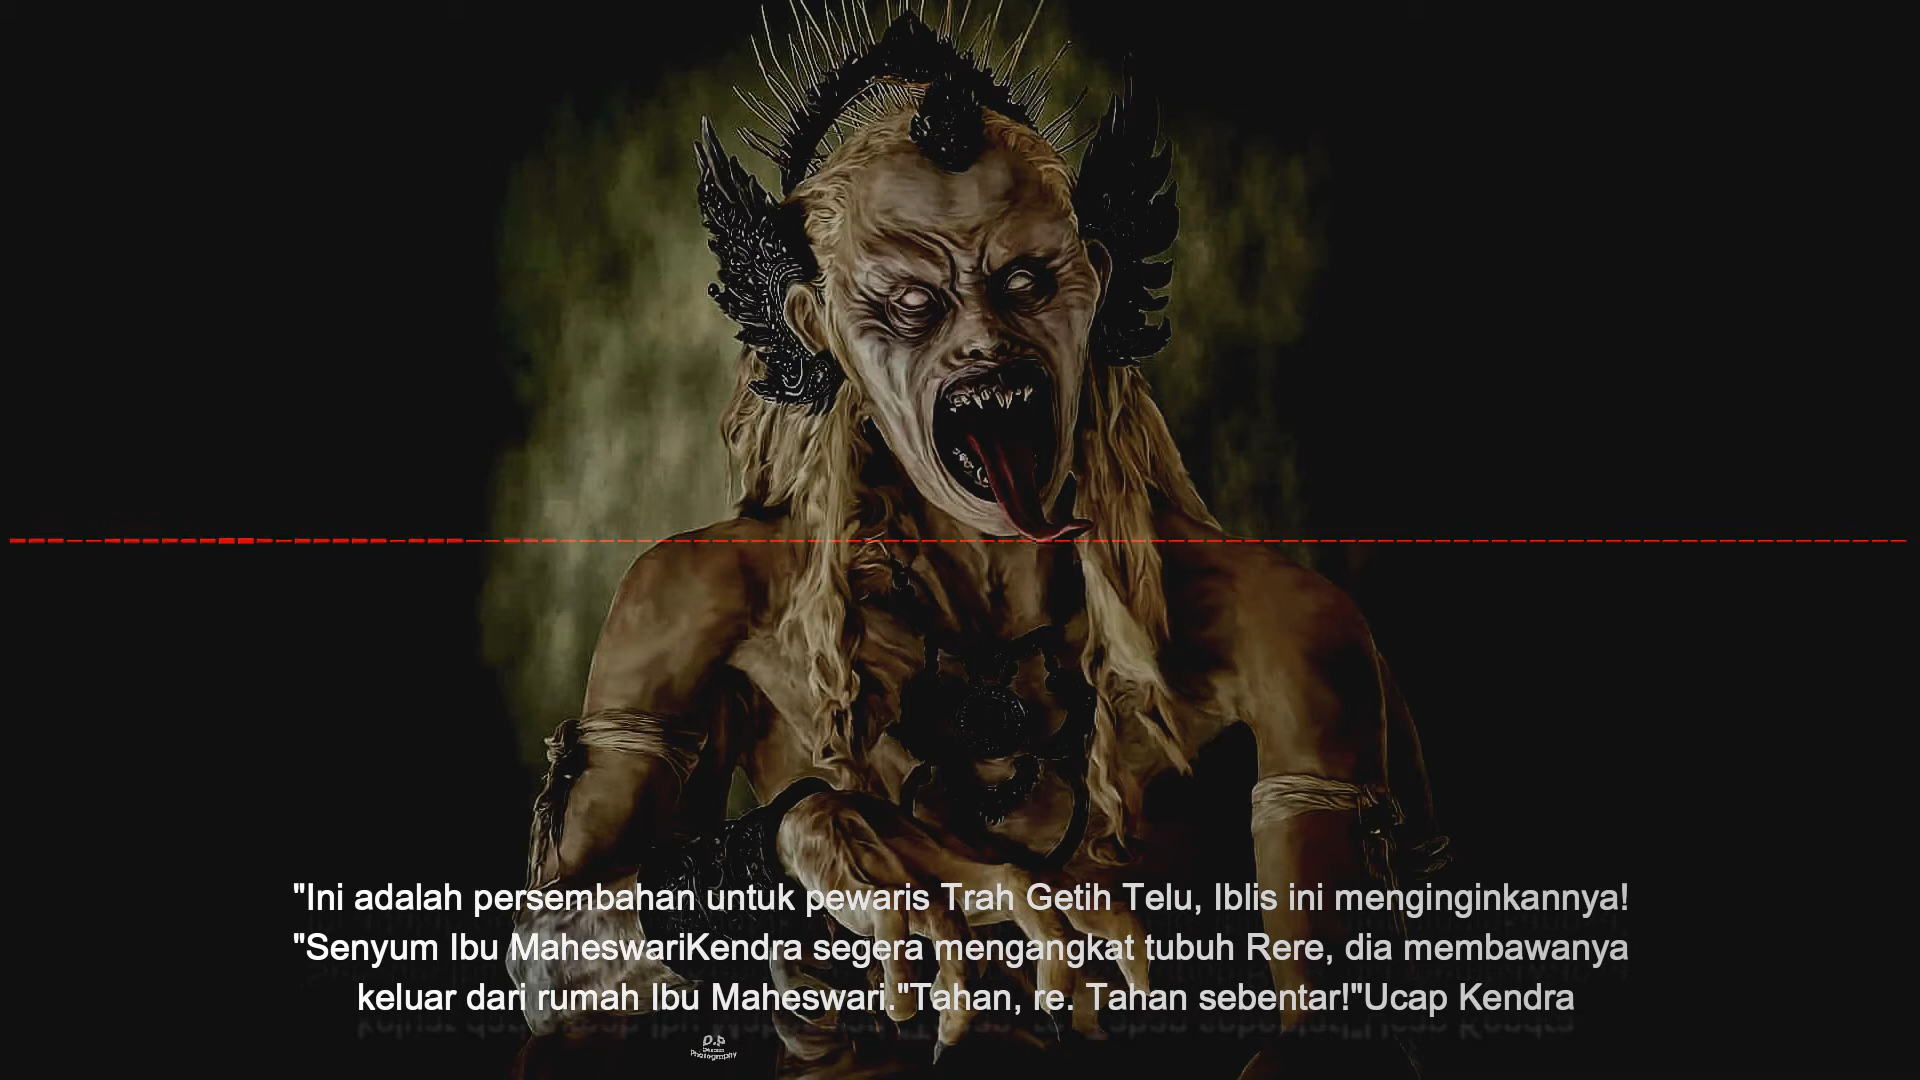 "Ini adalah persembahan untuk pewaris Trah Getih Telu, Iblis ini menginginkannya!
"Senyum Ibu MaheswariKendra segera mengangkat tubuh Rere, dia membawanya
keluar dari rumah Ibu Maheswari."Tahan, re. Tahan sebentar!"Ucap Kendra
Photography